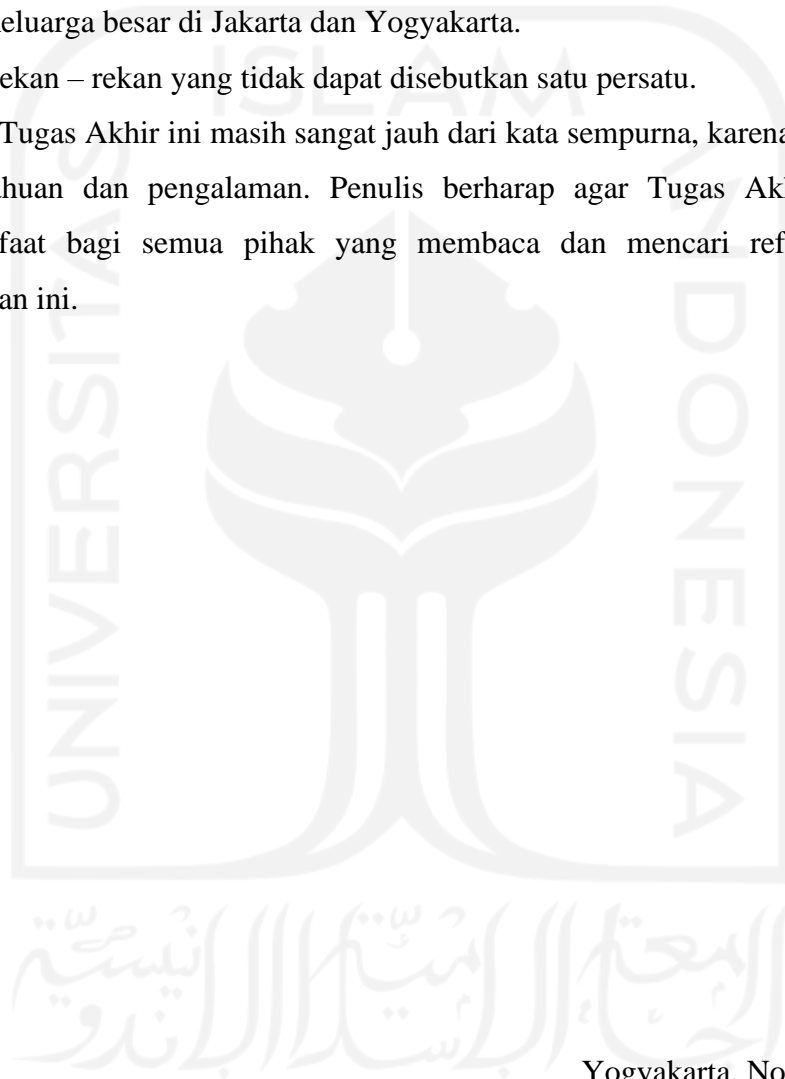 eluarga besar di Jakarta dan Yogyakarta.
ekan – rekan yang tidak dapat disebutkan satu persatu.
Tugas Akhir ini masih sangat jauh dari kata sempurna, karena
ahuan dan pengalaman. Penulis berharap agar Tugas Ak
faat bagi semua pihak yang membaca dan mencari ref
an ini.
ISLAM
UNIVERSITAS
INDONESIA
Yogyakarta, No